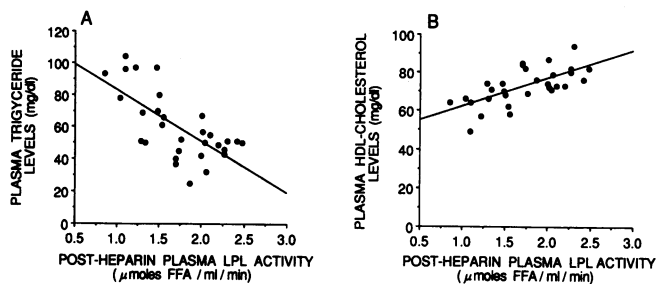 A
PLASMA TRIGYCERIDE
LEVELS (mg/dl)
120
100
80
60
40
20
0
0.5
1.0
1.5
2.0
2.5
3.0
POST-HEPARIN PLASMA LPL ACTIVITY
(μmoles FFA/ml/min)
B
PLASMA HDL-CHOLESTEROL
LEVELS (mg/dl)
100
80
60
40
20
0
0.5
1.0
1.5
2.0
2.5
3.0
POST-HEPARIN PLASMA LPL ACTIVITY
(μmoles FFA/ml/min)